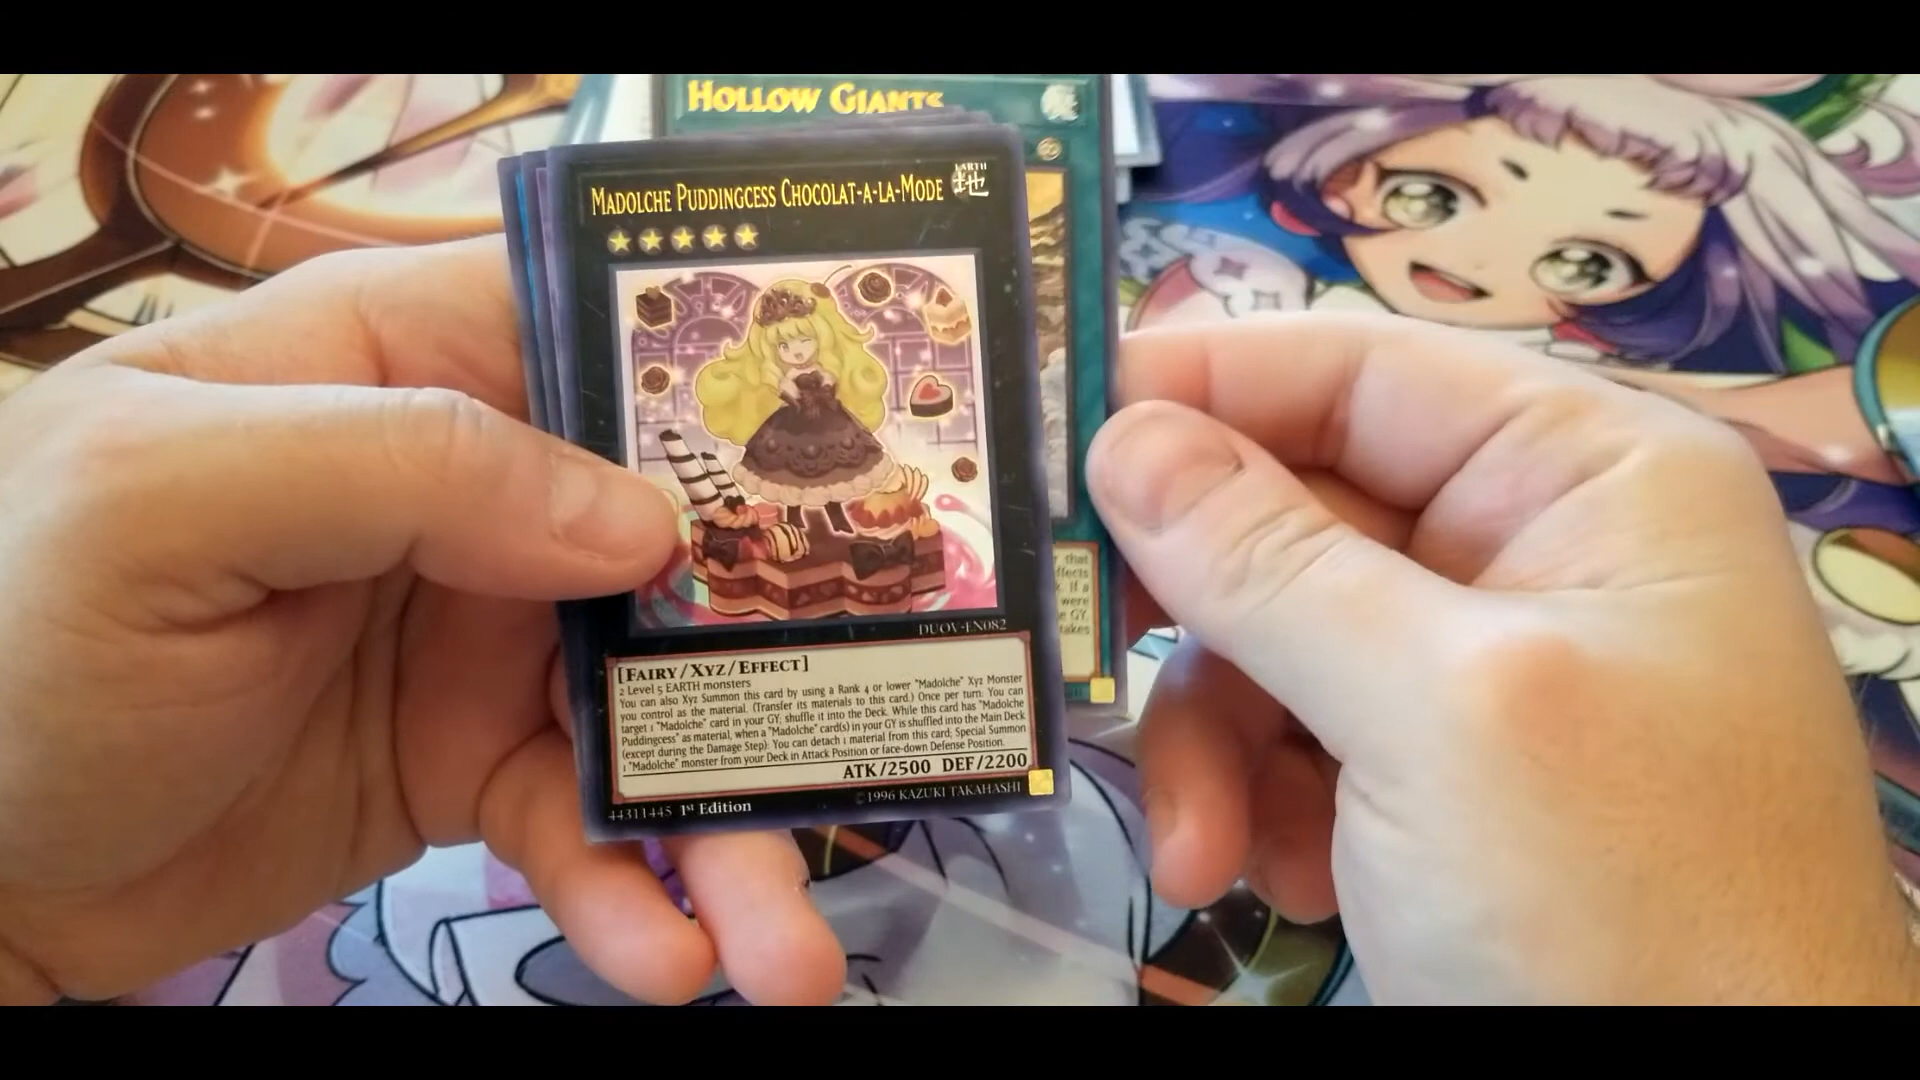 HOLLOW GIANTS
MADOLCHE PUDDINGCESS CHOCOLAT-A-LA-MODE
EARTH
地
DUOV-EN082
[FAIRY/XYZ/EFFECT]
2 Level 5 EARTH monsters
You can also Xyz Summon this card by using a Rank 4 or lower "Madolche" Xyz Monster
you control as the material. (Transfer its materials to this card.) Once per turn: You can
target 1 "Madolche" card in your GY; shuffle it into the Deck. While this card has "Madolche
Puddingcess" as material, when a "Madolche" card(s) in your GY is shuffled into the Main Deck
(except during the Damage Step): You can detach 1 material from this card; Special Summon
1 "Madolche" monster from your Deck in Attack Position or face-down Defense Position.
ATK/2500 DEF/2200
44311445 1st Edition
©1996 KAZUKI TAKAHASHI
that
If a
were
GY,